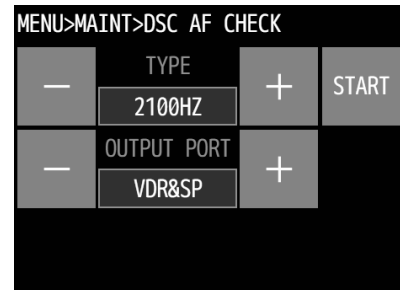 MENU>MAINT>DSC AF CHECK
TYPE
− 2100HZ + START
OUTPUT PORT
− VDR&SP +